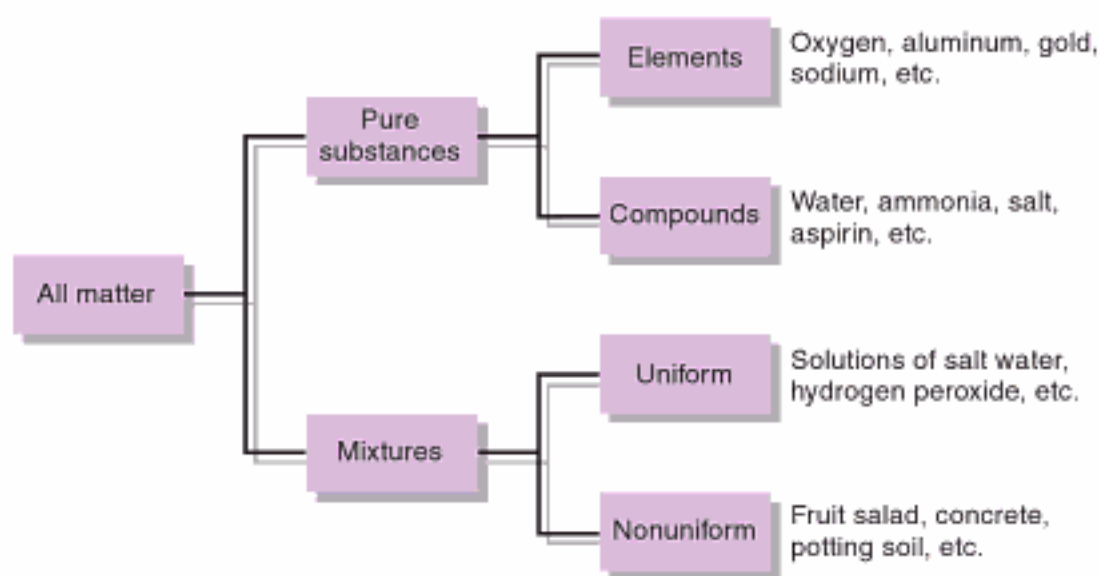 All matter
Pure
substances
Elements
Oxygen, aluminum, gold,
sodium, etc.
Compounds
Water, ammonia, salt,
aspirin, etc.
Mixtures
Uniform
Solutions of salt water,
hydrogen peroxide, etc.
Nonuniform
Fruit salad, concrete,
potting soil, etc.